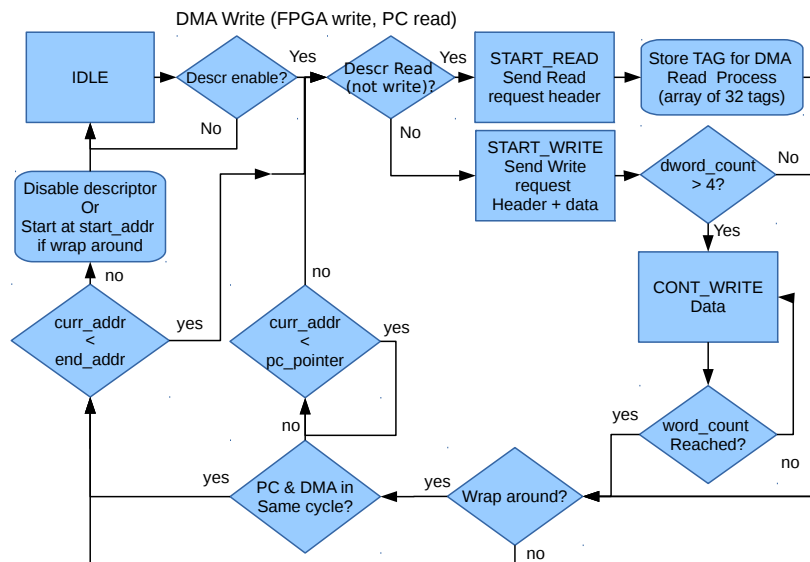 DMA Write (FPGA write, PC read)
IDLE
Descr enable?
Yes
No
Descr Read
(not write)?
Yes
No
START_READ
Send Read
request header
Store TAG for DMA
Read Process
(array of 32 tags)
START_WRITE
Send Write
request
Header + data
dword_count
> 4?
No
Yes
Disable descriptor
Or
Start at start_addr
if wrap around
no
curr_addr
<
end_addr
yes
no
curr_addr
<
pc_pointer
yes
no
CONT_WRITE
Data
word_count
Reached?
yes
no
PC & DMA in
Same cycle?
yes
Wrap around?
yes
no